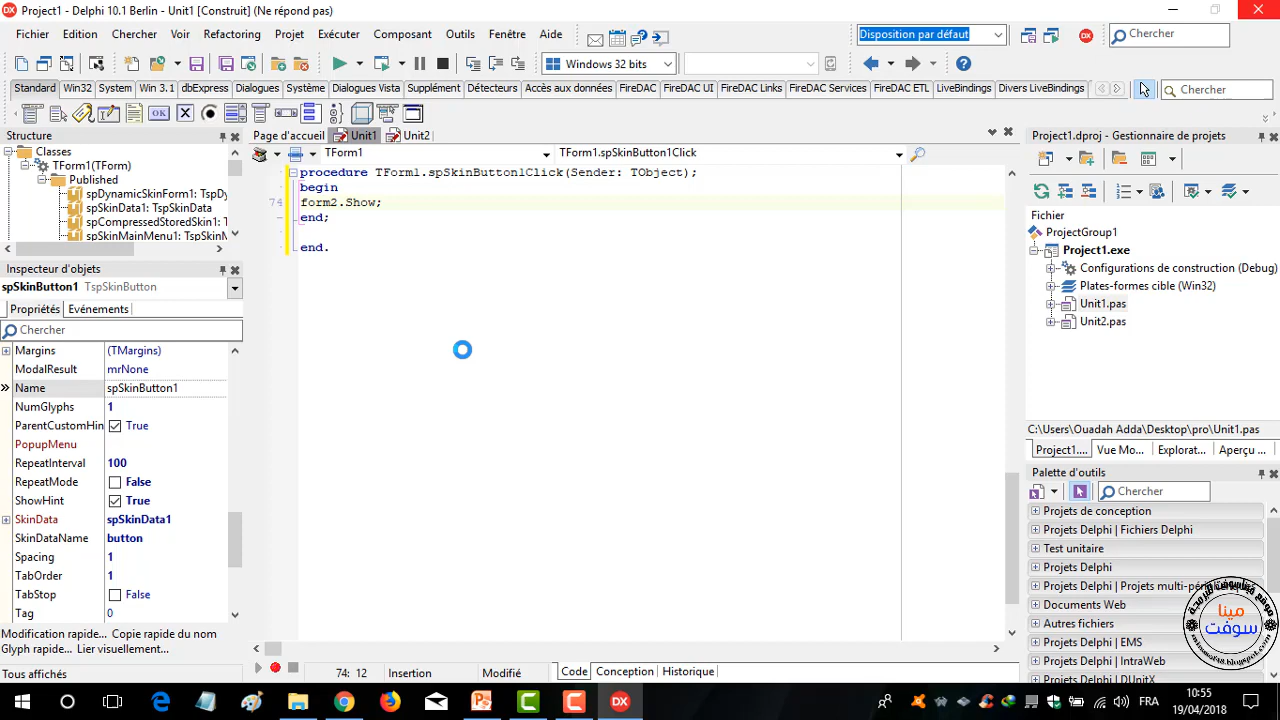 Project1 - Delphi 10.1 Berlin - Unit1 [Construit] (Ne répond pas)
Fichier Edition Chercher Voir Refactoring Projet Exécuter Composant Outils Fenêtre Aide Disposition par défaut Chercher
Windows 32 bits
Standard Win32 System Win 3.1 dbExpress Dialogues Système Dialogues Vista Supplément Détecteurs Accès aux données FireDAC FireDAC UI FireDAC Links FireDAC Services FireDAC ETL LiveBindings Divers LiveBindings Chercher
OK
Structure
Classes
TForm1(TForm)
Published
spDynamicSkinForm1: TspDy
spSkinData1: TspSkinData
spCompressedStoredSkin1: T
spSkinMainMenu1: TspSkinM
Inspecteur d'objets
spSkinButton1 TspSkinButton
Propriétés Evénements
Chercher
Margins (TMargins)
ModalResult mrNone
Name spSkinButton1
NumGlyphs 1
ParentCustomHin True
PopupMenu
RepeatInterval 100
RepeatMode False
ShowHint True
SkinData spSkinData1
SkinDataName button
Spacing 1
TabOrder 1
TabStop False
Tag 0
Modification rapide... Copie rapide du nom
Glyph rapide... Lier visuellement...
Tous affichés
Page d'accueil Unit1 Unit2
TForm1 TForm1.spSkinButton1Click
procedure TForm1.spSkinButton1Click(Sender: TObject);
begin
74 form2.Show;
end;
end.
74: 12 Insertion Modifié Code Conception Historique
Project1.dproj - Gestionnaire de projets
Fichier
ProjectGroup1
Project1.exe
Configurations de construction (Debug)
Plates-formes cible (Win32)
Unit1.pas
Unit2.pas
C:\Users\Ouadah Adda\Desktop\pro\Unit1.pas
Project1.... Vue Mo... Explorat... Aperçu ...
Palette d'outils
Chercher
Projets de conception
Projets Delphi | Fichiers Delphi
Test unitaire
Projets Delphi
Projets Delphi | Projets multi-pé
Documents Web
Autres fichiers
Projets Delphi | EMS
Projets Delphi | IntraWeb
Projets Delphi | DUnitX
مينا
سوفت
FRA
10:55
19/04/2018